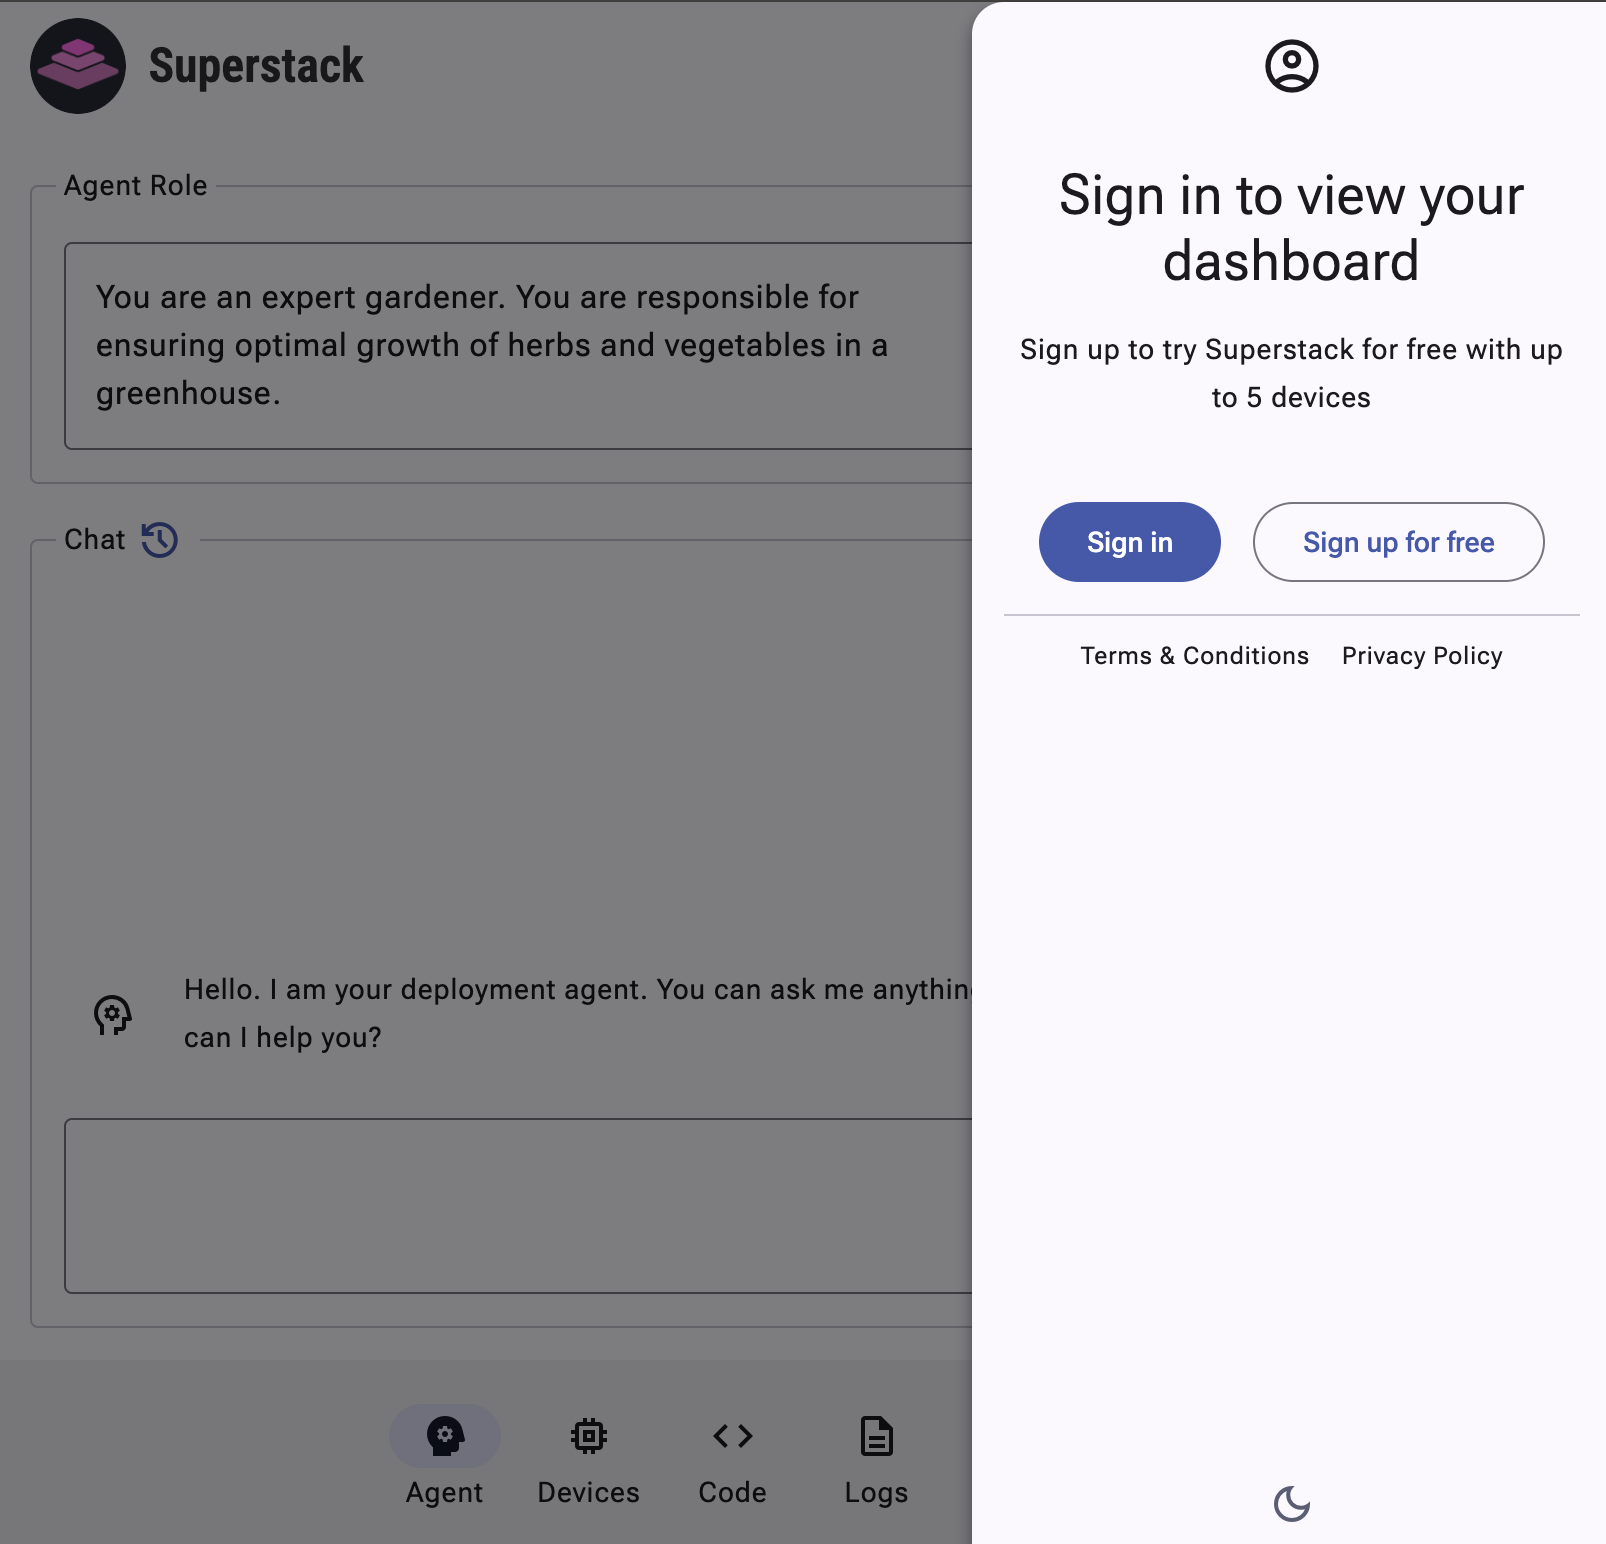 Superstack
Agent Role
You are an expert gardener. You are responsible for
ensuring optimal growth of herbs and vegetables in a
greenhouse.
Chat
Hello. I am your deployment agent. You can ask me
can I help you?
Agent
Devices
Code
Logs
Sign in to view your
dashboard
Sign up to try Superstack for free with up
to 5 devices
Sign in
Sign up for free
Terms & Conditions
Privacy Policy